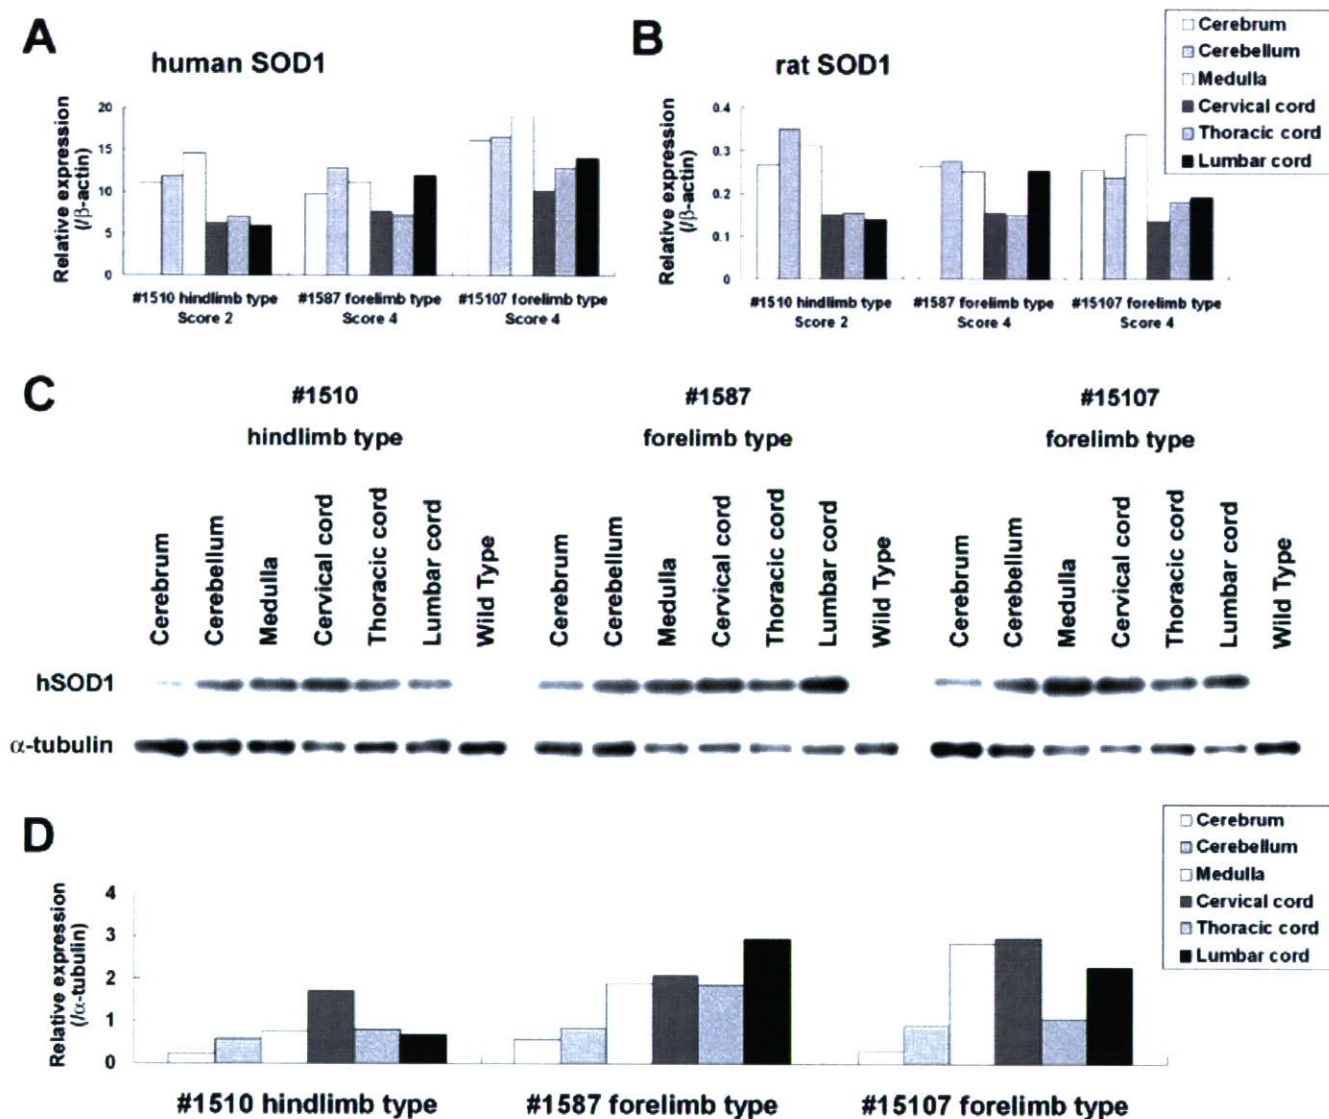 A
human SOD1
Relative expression
(/β-actin)
20
15
10
5
0
#1510 hindlimb type
Score 2
#1587 forelimb type
Score 4
#15107 forelimb type
Score 4
B
rat SOD1
Relative expression
(/β-actin)
0.4
0.3
0.2
0.1
0
#1510 hindlimb type
Score 2
#1587 forelimb type
Score 4
#15107 forelimb type
Score 4
Cerebrum
Cerebellum
Medulla
Cervical cord
Thoracic cord
Lumbar cord
C
#1510
hindlimb type
#1587
forelimb type
#15107
forelimb type
Cerebrum
Cerebellum
Medulla
Cervical cord
Thoracic cord
Lumbar cord
Wild Type
Cerebrum
Cerebellum
Medulla
Cervical cord
Thoracic cord
Lumbar cord
Wild Type
Cerebrum
Cerebellum
Medulla
Cervical cord
Thoracic cord
Lumbar cord
Wild Type
hSOD1
α-tubulin
D
Relative expression
(/α-tubulin)
4
3
2
1
0
#1510 hindlimb type
#1587 forelimb type
#15107 forelimb type
Cerebrum
Cerebellum
Medulla
Cervical cord
Thoracic cord
Lumbar cord